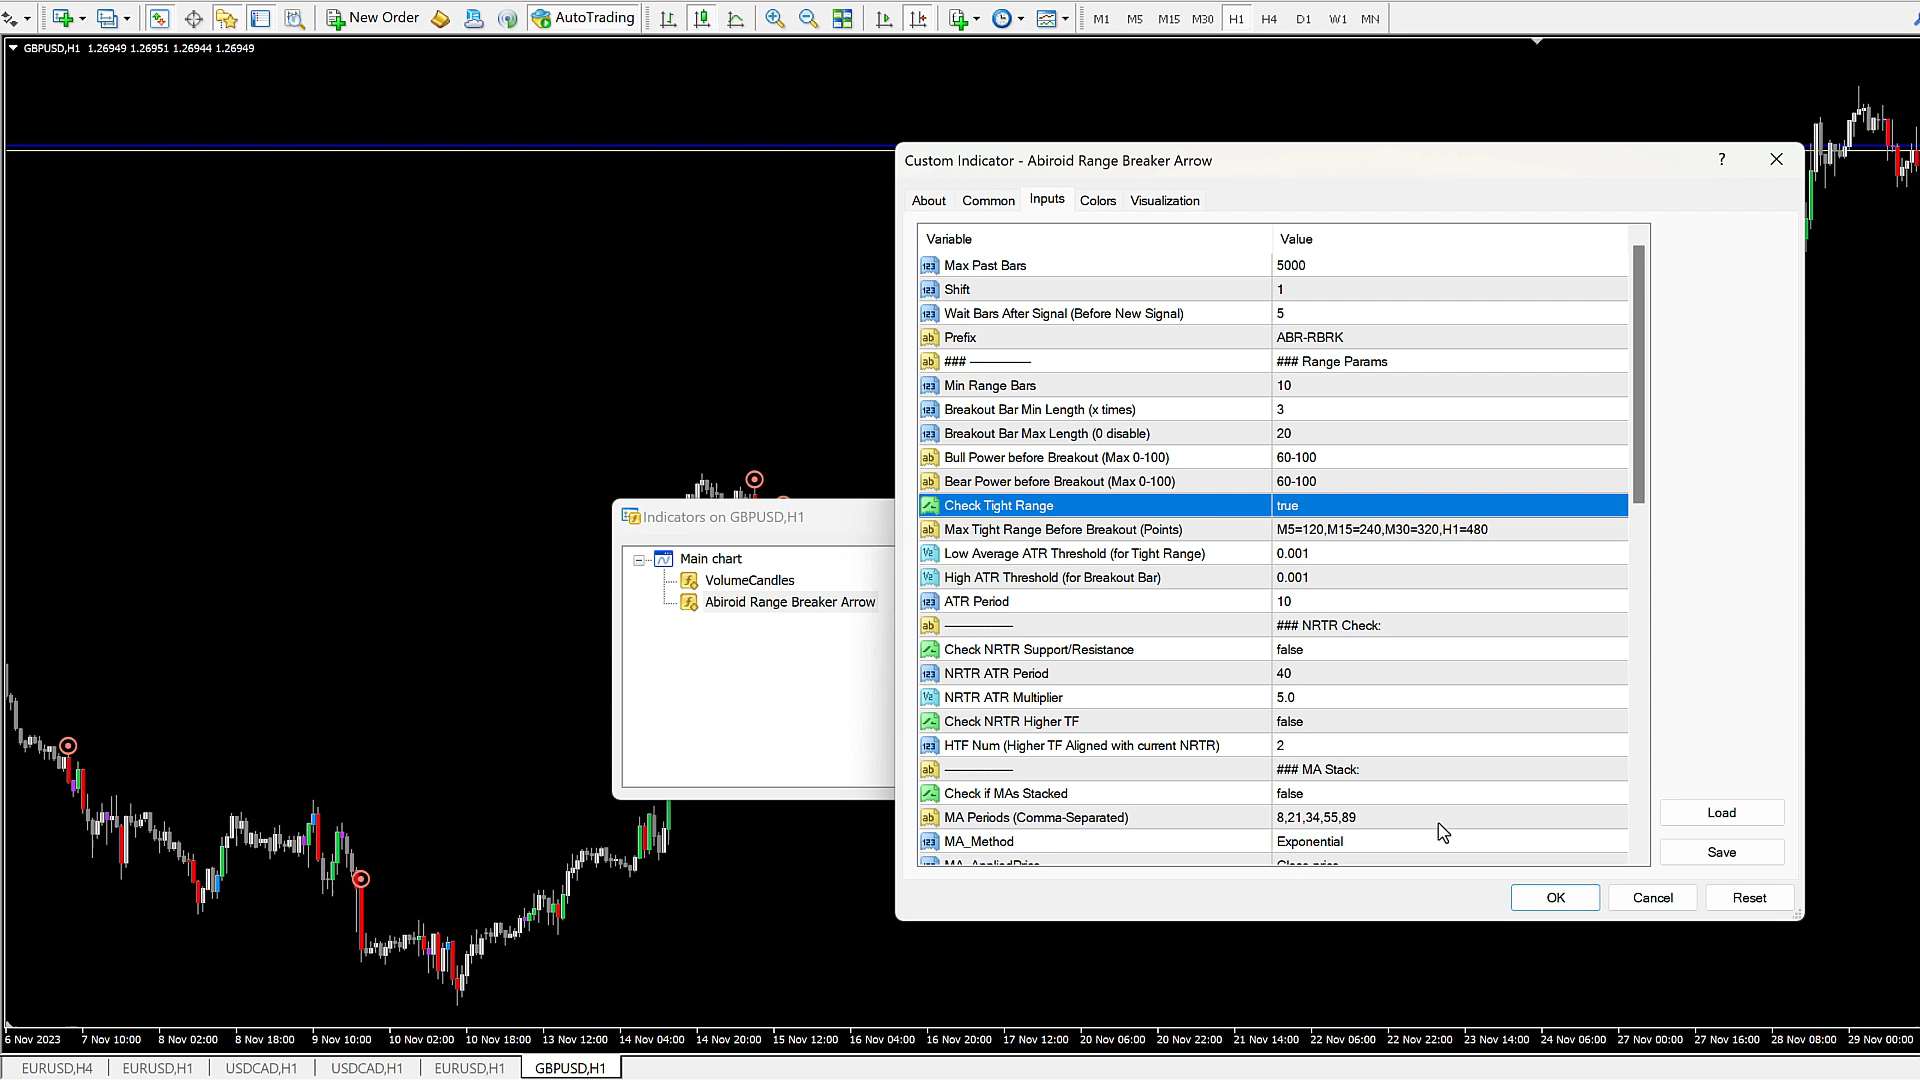 New Order
AutoTrading
M1 M5 M15 M30 H1 H4 D1 W1 MN
GBPUSD,H1 1.26949 1.26951 1.26944 1.26949
Custom Indicator - Abiroid Range Breaker Arrow
?
About Common Inputs Colors Visualization
Variable Value
Max Past Bars 5000
Shift 1
Wait Bars After Signal (Before New Signal) 5
Prefix ABR-RBRK
### ——————— ### Range Params
Min Range Bars 10
Breakout Bar Min Length (x times) 3
Breakout Bar Max Length (0 disable) 20
Bull Power before Breakout (Max 0-100) 60-100
Bear Power before Breakout (Max 0-100) 60-100
Check Tight Range true
Max Tight Range Before Breakout (Points) M5=120,M15=240,M30=320,H1=480
Low Average ATR Threshold (for Tight Range) 0.001
High ATR Threshold (for Breakout Bar) 0.001
ATR Period 10
——————— ### NRTR Check:
Check NRTR Support/Resistance false
NRTR ATR Period 40
NRTR ATR Multiplier 5.0
Check NRTR Higher TF false
HTF Num (Higher TF Aligned with current NRTR) 2
——————— ### MA Stack:
Check if MAs Stacked false
MA Periods (Comma-Separated) 8,21,34,55,89
MA_Method Exponential
MA_AppliedPrice Close price
Load
Save
OK Cancel Reset
Indicators on GBPUSD,H1
Main chart
VolumeCandles
Abiroid Range Breaker Arrow
6 Nov 2023 7 Nov 10:00 8 Nov 02:00 8 Nov 18:00 9 Nov 10:00 10 Nov 02:00 10 Nov 18:00 13 Nov 12:00 14 Nov 04:00 14 Nov 20:00 15 Nov 12:00 16 Nov 04:00 16 Nov 20:00 17 Nov 12:00 20 Nov 06:00 20 Nov 22:00 21 Nov 14:00 22 Nov 06:00 22 Nov 22:00 23 Nov 14:00 24 Nov 06:00 27 Nov 00:00 27 Nov 16:00 28 Nov 08:00 29 Nov 00:00
EURUSD,H4 EURUSD,H1 USDCAD,H1 USDCAD,H1 EURUSD,H1 GBPUSD,H1